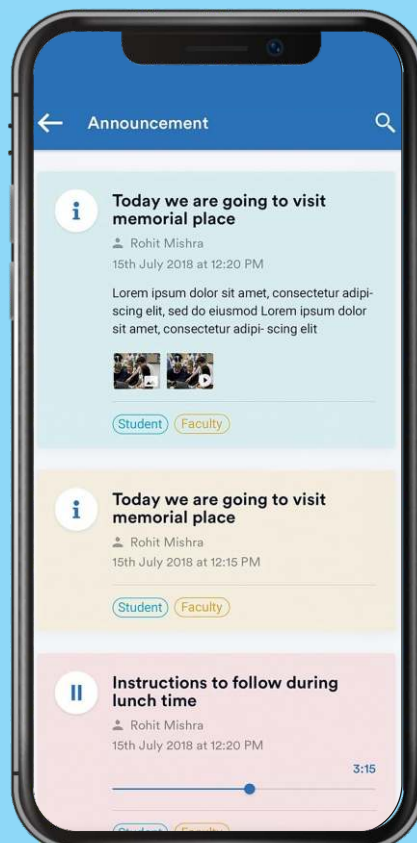 Announcement
Today we are going to visit
memorial place
Rohit Mishra
15th July 2018 at 12:20 PM
Lorem ipsum dolor sit amet, consectetur adipi-
scing elit, sed do eiusmod Lorem ipsum dolor
sit amet, consectetur adipi- scing elit
Student Faculty
Today we are going to visit
memorial place
Rohit Mishra
15th July 2018 at 12:15 PM
Student Faculty
Instructions to follow during
lunch time
Rohit Mishra
15th July 2018 at 12:20 PM
3:15
Student Faculty